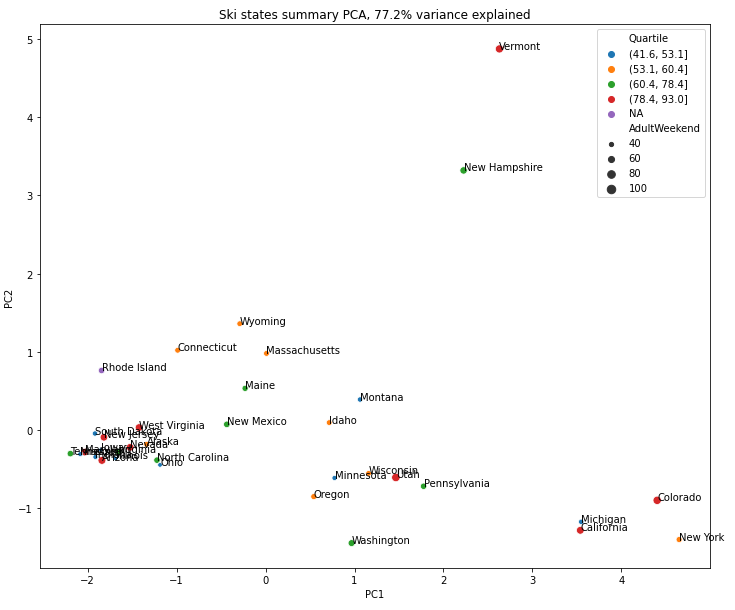 Ski states summary PCA, 77.2% variance explained
Quartile
(41.6, 53.1]
(53.1, 60.4]
(60.4, 78.4]
(78.4, 93.0]
NA
AdultWeekend
40
60
80
100
5
4
3
2
1
0
−1
PC2
Vermont
New Hampshire
Wyoming
Connecticut
Massachusetts
Rhode Island
Maine
Montana
New Mexico
Idaho
West Virginia
South Dakota
New Jersey
Alaska
Nevada
North Carolina
Ohio
Wisconsin
Utah
Minnesota
Pennsylvania
Oregon
Colorado
Michigan
California
New York
Washington
−2
−1
0
1
2
3
4
PC1